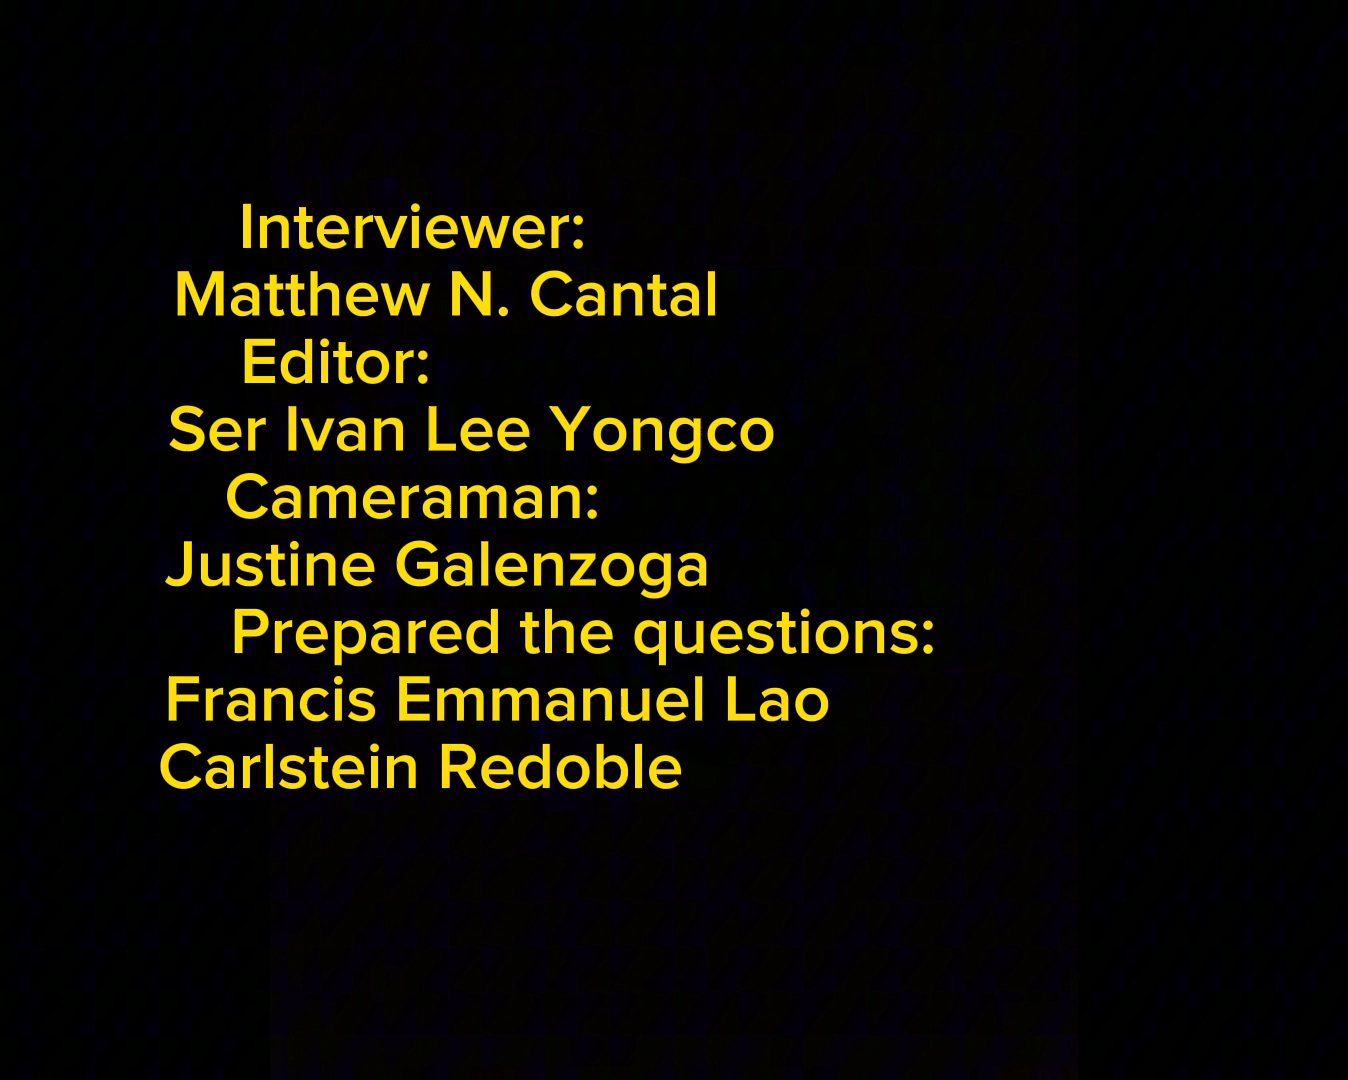 Interviewer:
Matthew N. Cantal
Editor:
Ser Ivan Lee Yongco
Cameraman:
Justine Galenzoga
Prepared the questions:
Francis Emmanuel Lao
Carlstein Redoble